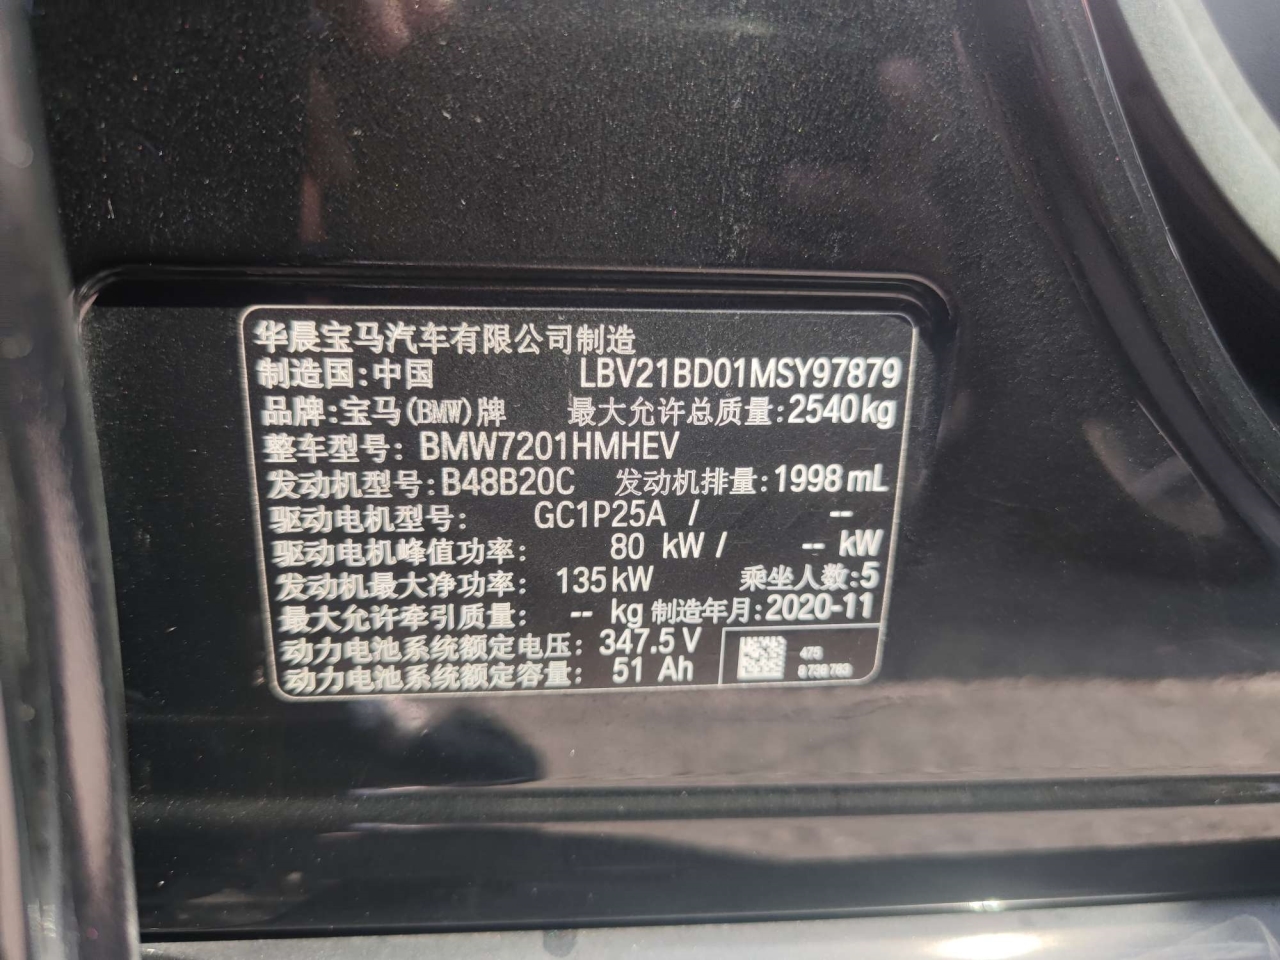 华晨宝马汽车有限公司制造
制造国:中国 LBV21BD01MSY97879
品牌:宝马(BMW)牌 最大允许总质量:2540kg
整车型号: BMW7201HMHEV
发动机型号:B48B20C 发动机排量:1998mL
驱动电机型号: GC1P25A / --
驱动电机峰值功率: 80 kW / -- kW
发动机最大净功率: 135kW 乘坐人数:5
最大允许牵引质量: -- kg 制造年月:2020-11
动力电池系统额定电压: 347.5 V
动力电池系统额定容量: 51 Ah
475